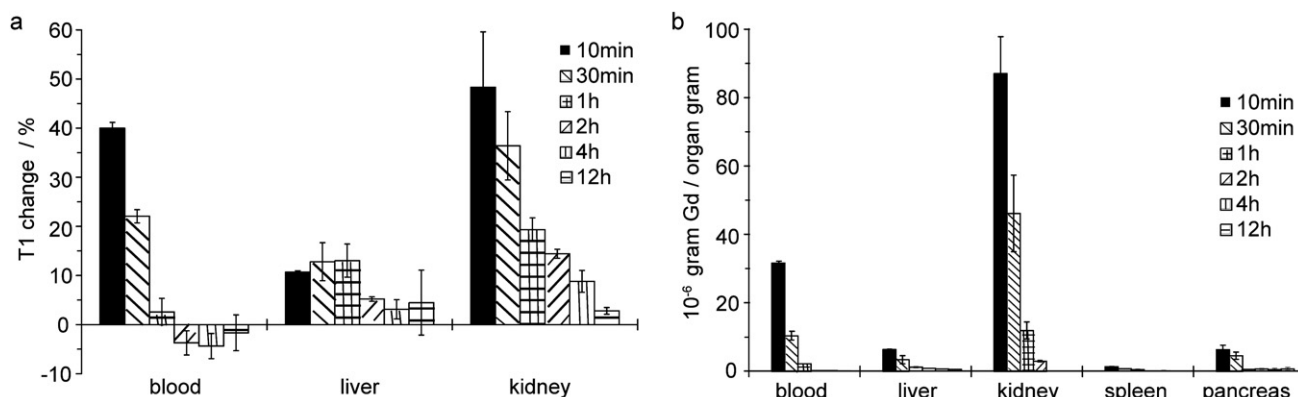 a
T1 change / %
60
50
40
30
20
10
0
-10
10min
30min
1h
2h
4h
12h
blood liver kidney
b
10⁻⁶ gram Gd / organ gram
100
80
60
40
20
0
10min
30min
1h
2h
4h
12h
blood liver kidney spleen pancreas